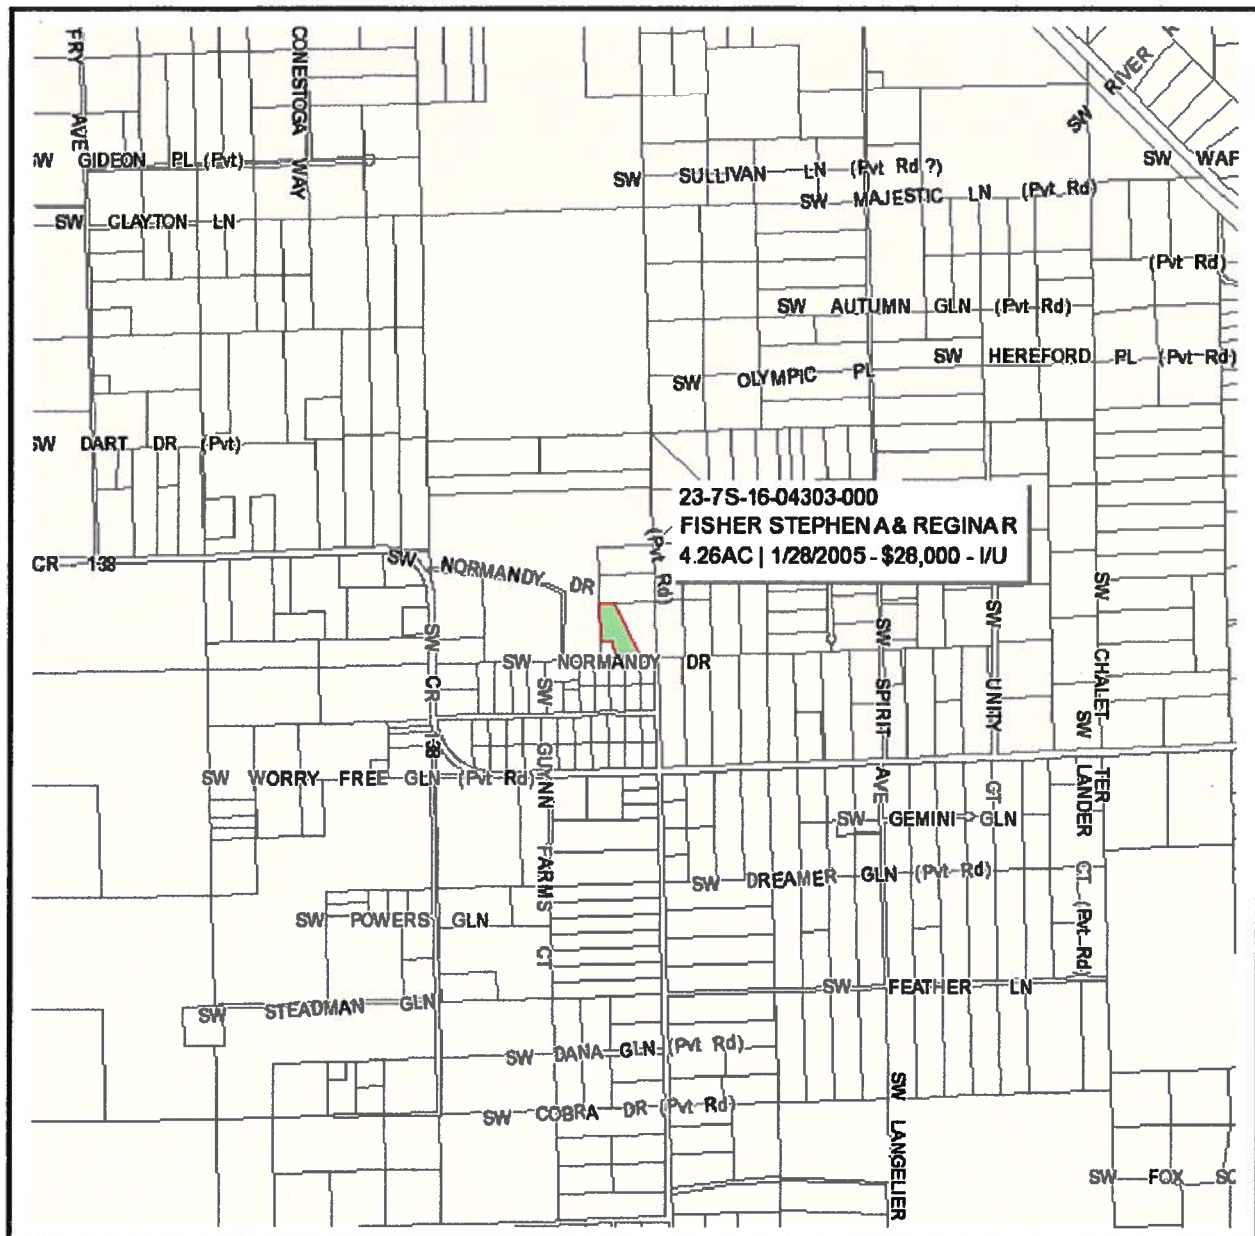 FRY AVE
CONESTOGA WAY
SW RIVER
SW GIDEON PL (Pvt)
SW SULLIVAN LN (Pvt Rd ?)
SW WAF
SW MAJESTIC LN (Pvt Rd)
SW CLAYTON LN
(Pvt Rd)
SW AUTUMN GLN (Pvt Rd)
SW HEREFORD PL (Pvt Rd)
SW OLYMPIC PL
SW DART DR (Pvt)
23-7S-16-04303-000
FISHER STEPHEN A & REGINA R
4.26AC | 1/28/2005 - $28,000 - I/U
(Pvt Rd)
CR 138
SW NORMANDY DR
SW NORMANDY DR
SW CR 138
SW GUYNN FARMS CT
SW SPIRIT AVE
SW UNITY CT
SW CHALET TER
SW LANDER CT (Pvt Rd)
SW WORRY FREE GLN (Pvt Rd)
SW GEMINI GLN
SW DREAMER GLN (Pvt Rd)
SW POWERS GLN
SW FEATHER LN
SW STEADMAN GLN
SW DANA GLN (Pvt Rd)
SW COBRA DR (Pvt Rd)
SW LANGELIER
SW FOX SC